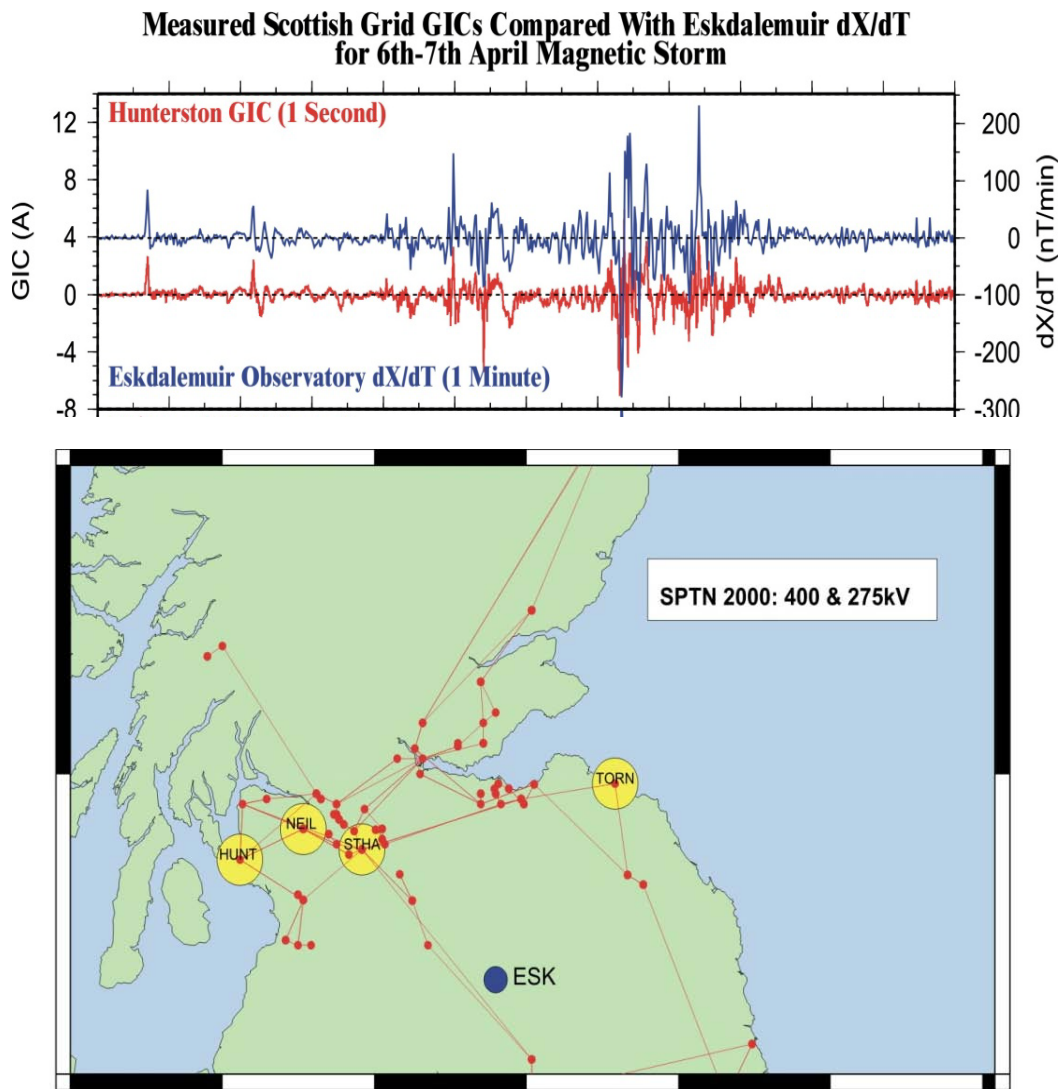 Measured Scottish Grid GICs Compared With Eskdalemuir dX/dT
for 6th-7th April Magnetic Storm
Hunterston GIC (1 Second)
Eskdalemuir Observatory dX/dT (1 Minute)
GIC (A)
12
8
4
0
-4
-8
200
100
0
-100
-200
-300
dX/dT (nT/min)
SPTN 2000: 400 & 275kV
TORN
NEIL
STHA
HUNT
ESK